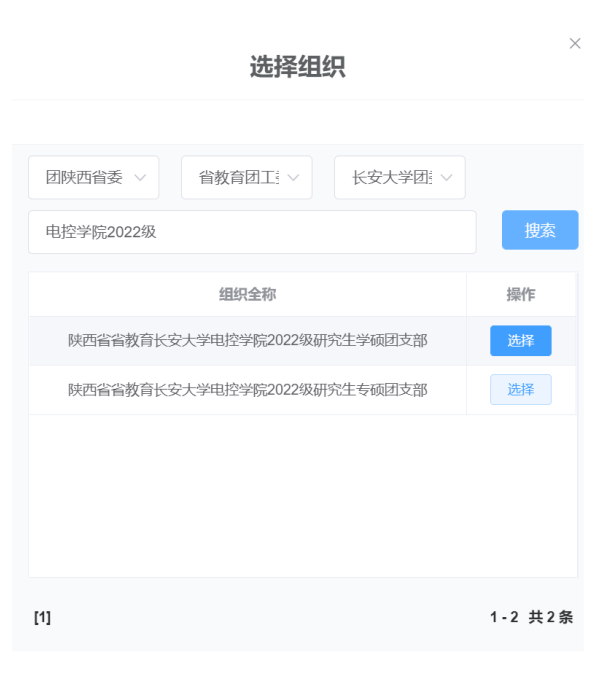 ×
选择组织
团陕西省委
省教育团工
长安大学团
电控学院2022级
搜索
组织全称
操作
陕西省省教育长安大学电控学院2022级研究生学硕团支部
选择
陕西省省教育长安大学电控学院2022级研究生专硕团支部
选择
[1]
1 - 2 共 2 条